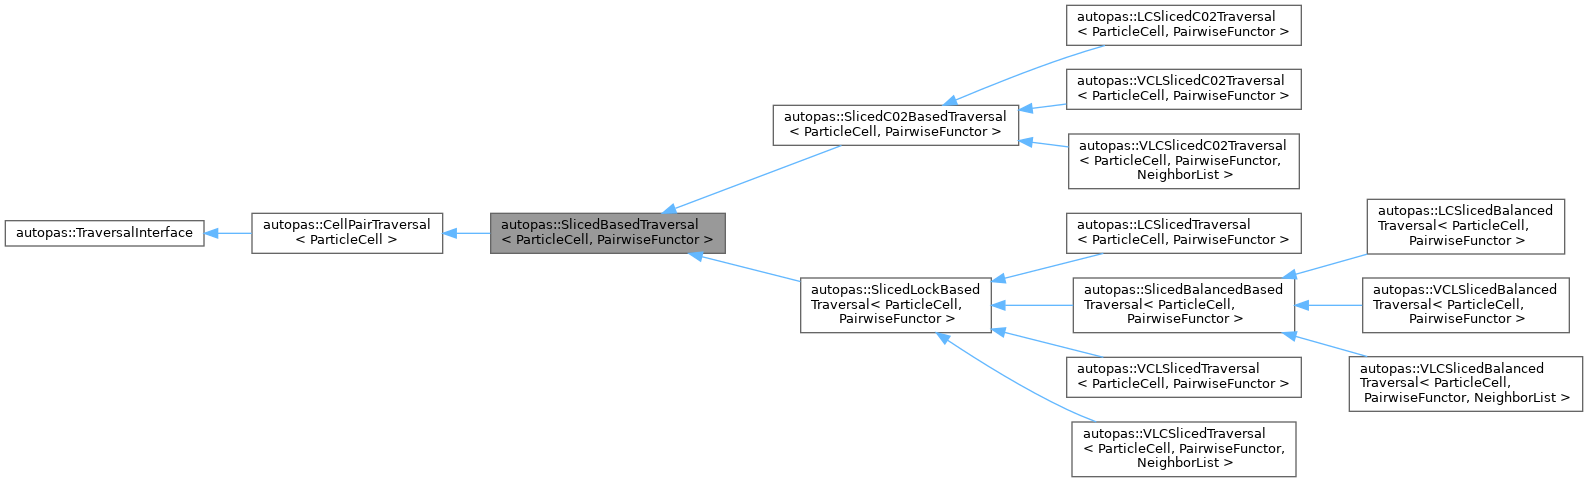 autopas::LCSlicedC02Traversal
< ParticleCell, PairwiseFunctor >
autopas::VCLSlicedC02Traversal
< ParticleCell, PairwiseFunctor >
autopas::SlicedC02BasedTraversal
< ParticleCell, PairwiseFunctor >
autopas::VLCSlicedC02Traversal
< ParticleCell, PairwiseFunctor,
NeighborList >
autopas::TraversalInterface
autopas::CellPairTraversal
< ParticleCell >
autopas::SlicedBasedTraversal
< ParticleCell, PairwiseFunctor >
autopas::LCSlicedTraversal
< ParticleCell, PairwiseFunctor >
autopas::LCSlicedBalanced
Traversal< ParticleCell,
PairwiseFunctor >
autopas::SlicedLockBased
Traversal< ParticleCell,
PairwiseFunctor >
autopas::SlicedBalancedBased
Traversal< ParticleCell,
PairwiseFunctor >
autopas::VCLSlicedBalanced
Traversal< ParticleCell,
PairwiseFunctor >
autopas::VCLSlicedTraversal
< ParticleCell, PairwiseFunctor >
autopas::VLCSlicedBalanced
Traversal< ParticleCell,
PairwiseFunctor, NeighborList >
autopas::VLCSlicedTraversal
< ParticleCell, PairwiseFunctor,
NeighborList >